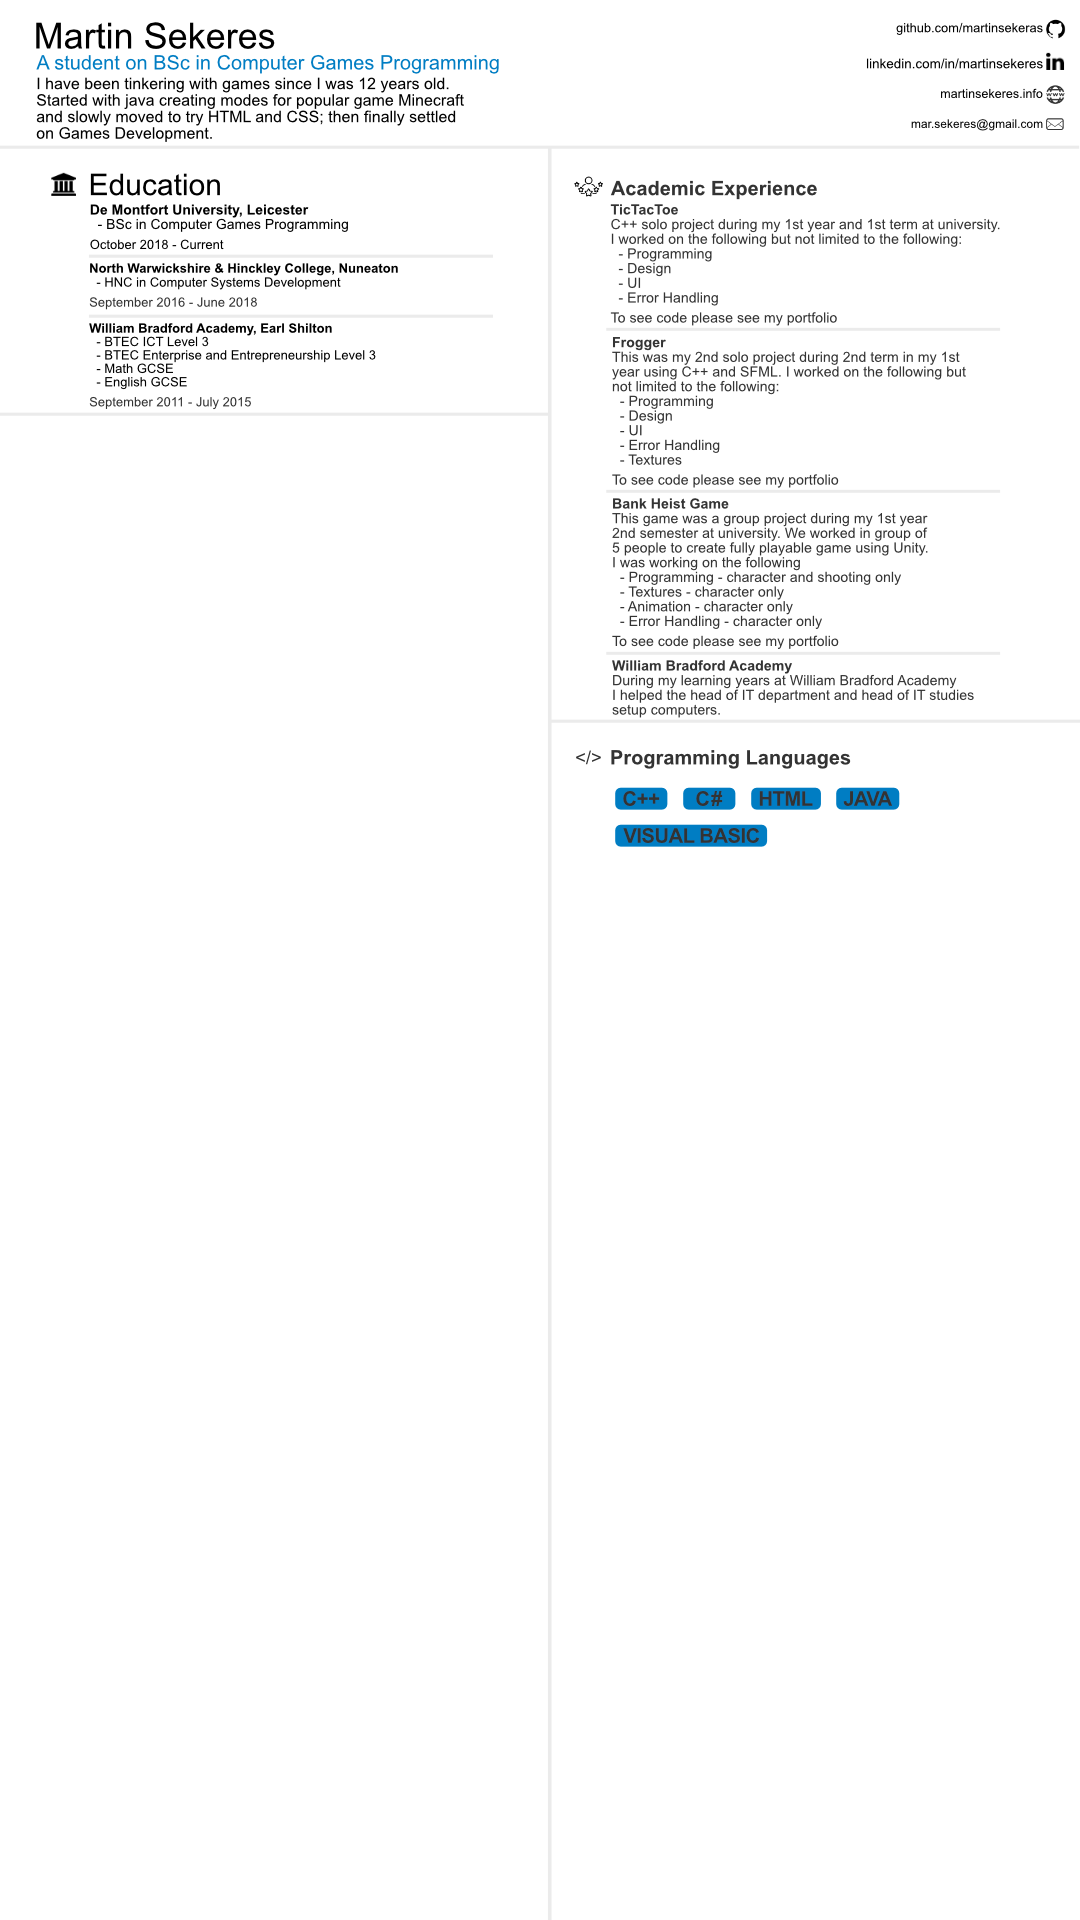 Martin Sekeres
A student on BSc in Computer Games Programming
I have been tinkering with games since I was 12 years old.
Started with java creating modes for popular game Minecraft
and slowly moved to try HTML and CSS; then finally settled
on Games Development.
github.com/martinsekeras
linkedin.com/in/martinsekeres
martinsekeres.info
mar.sekeres@gmail.com
Education
De Montfort University, Leicester
- BSc in Computer Games Programming
October 2018 - Current
North Warwickshire & Hinckley College, Nuneaton
- HNC in Computer Systems Development
September 2016 - June 2018
William Bradford Academy, Earl Shilton
- BTEC ICT Level 3
- BTEC Enterprise and Entrepreneurship Level 3
- Math GCSE
- English GCSE
September 2011 - July 2015
Academic Experience
TicTacToe
C++ solo project during my 1st year and 1st term at university.
I worked on the following but not limited to the following:
- Programming
- Design
- UI
- Error Handling
To see code please see my portfolio
Frogger
This was my 2nd solo project during 2nd term in my 1st
year using C++ and SFML. I worked on the following but
not limited to the following:
- Programming
- Design
- UI
- Error Handling
- Textures
To see code please see my portfolio
Bank Heist Game
This game was a group project during my 1st year
2nd semester at university. We worked in group of
5 people to create fully playable game using Unity.
I was working on the following
- Programming - character and shooting only
- Textures - character only
- Animation - character only
- Error Handling - character only
To see code please see my portfolio
William Bradford Academy
During my learning years at William Bradford Academy
I helped the head of IT department and head of IT studies
setup computers.
</> Programming Languages
C++ C# HTML JAVA
VISUAL BASIC